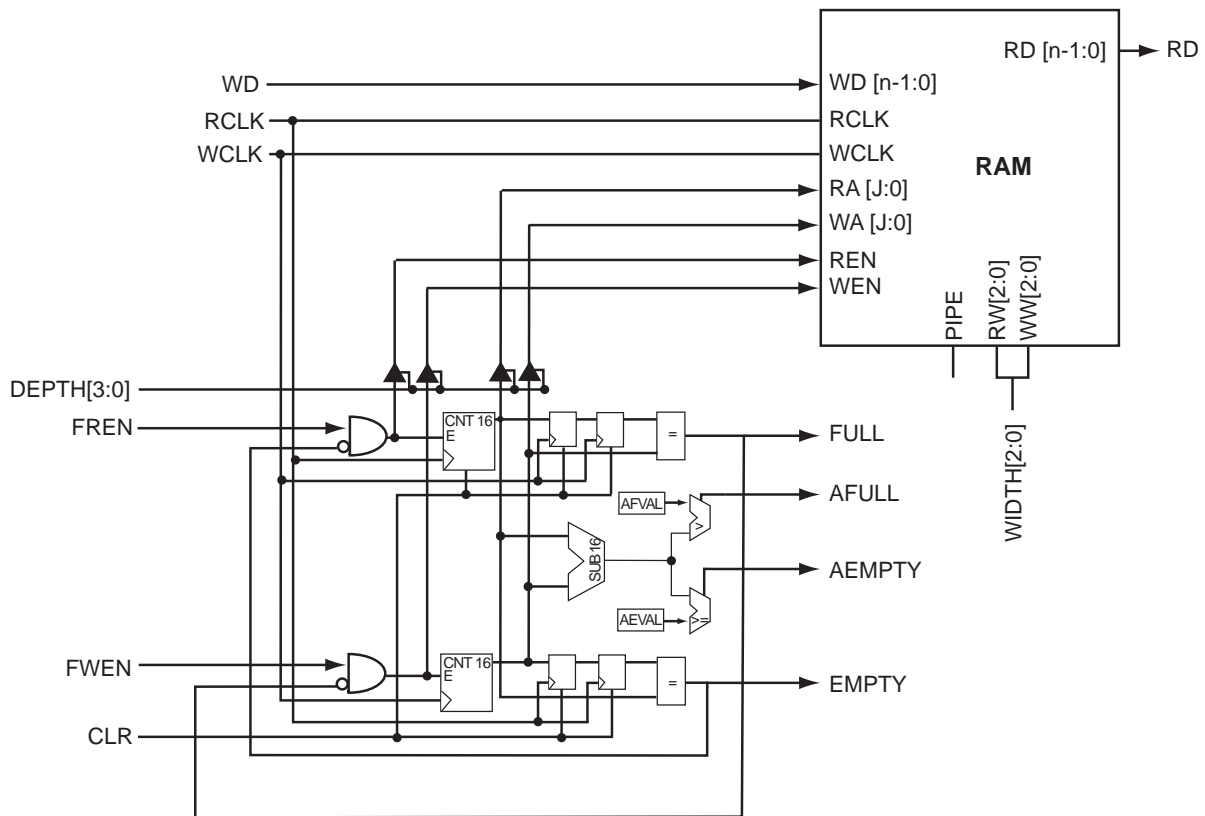 RD [n-1:0]
RD
WD
WD [n-1:0]
RCLK
RCLK
WCLK
WCLK
RAM
RA [J:0]
WA [J:0]
REN
WEN
PIPE
RW[2:0]
WW[2:0]
DEPTH[3:0]
WIDTH[2:0]
FREN
CNT 16
E
=
FULL
AFVAL
>
AFULL
SUB 16
AEMPTY
AEVAL
>=
FWEN
CNT 16
E
=
EMPTY
CLR